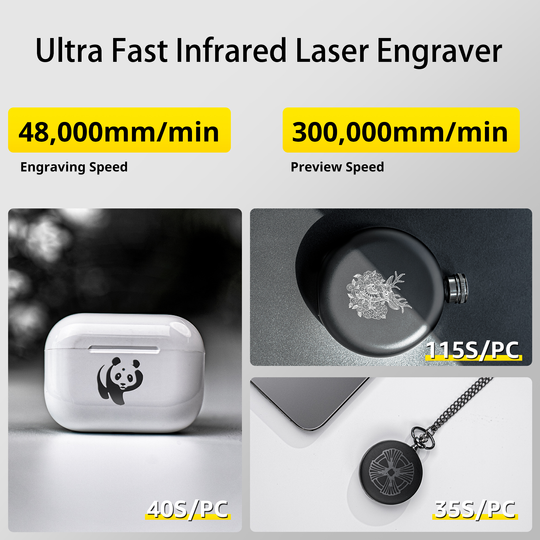 Ultra Fast Infrared Laser Engraver
48,000mm/min
300,000mm/min
Engraving Speed
Preview Speed
115S/PC
40S/PC
35S/PC